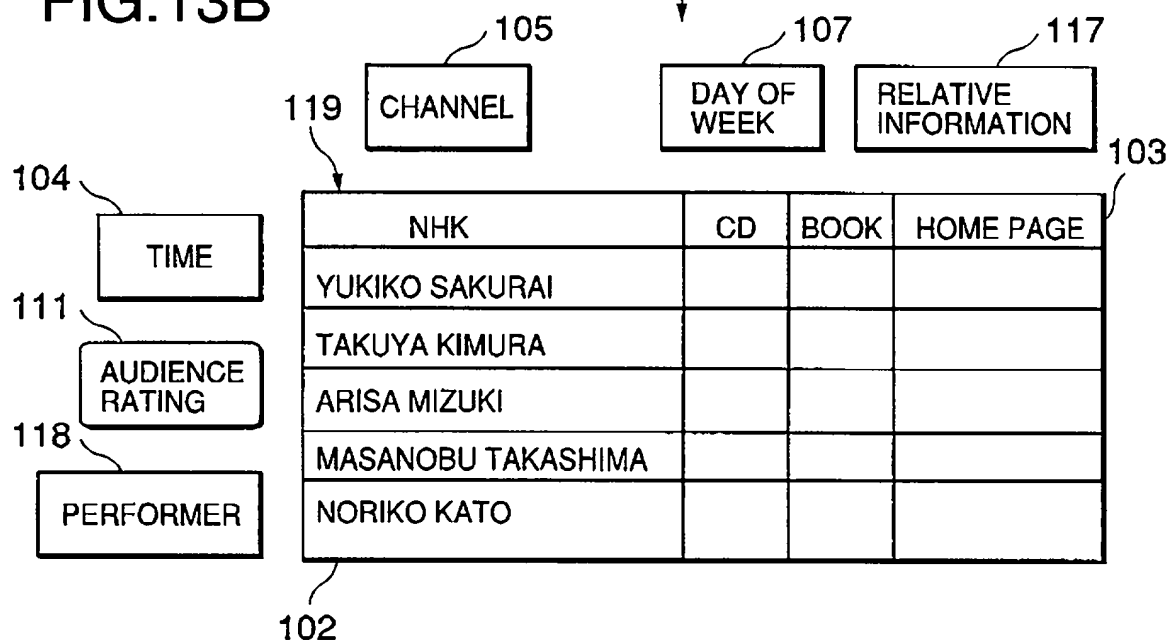 FIG.13B
105
107
117
CHANNEL
DAY OF
WEEK
RELATIVE
INFORMATION
119
103
104
TIME
NHK CD BOOK HOME PAGE
YUKIKO SAKURAI
111
TAKUYA KIMURA
AUDIENCE
RATING
ARISA MIZUKI
118
MASANOBU TAKASHIMA
PERFORMER
NORIKO KATO
102